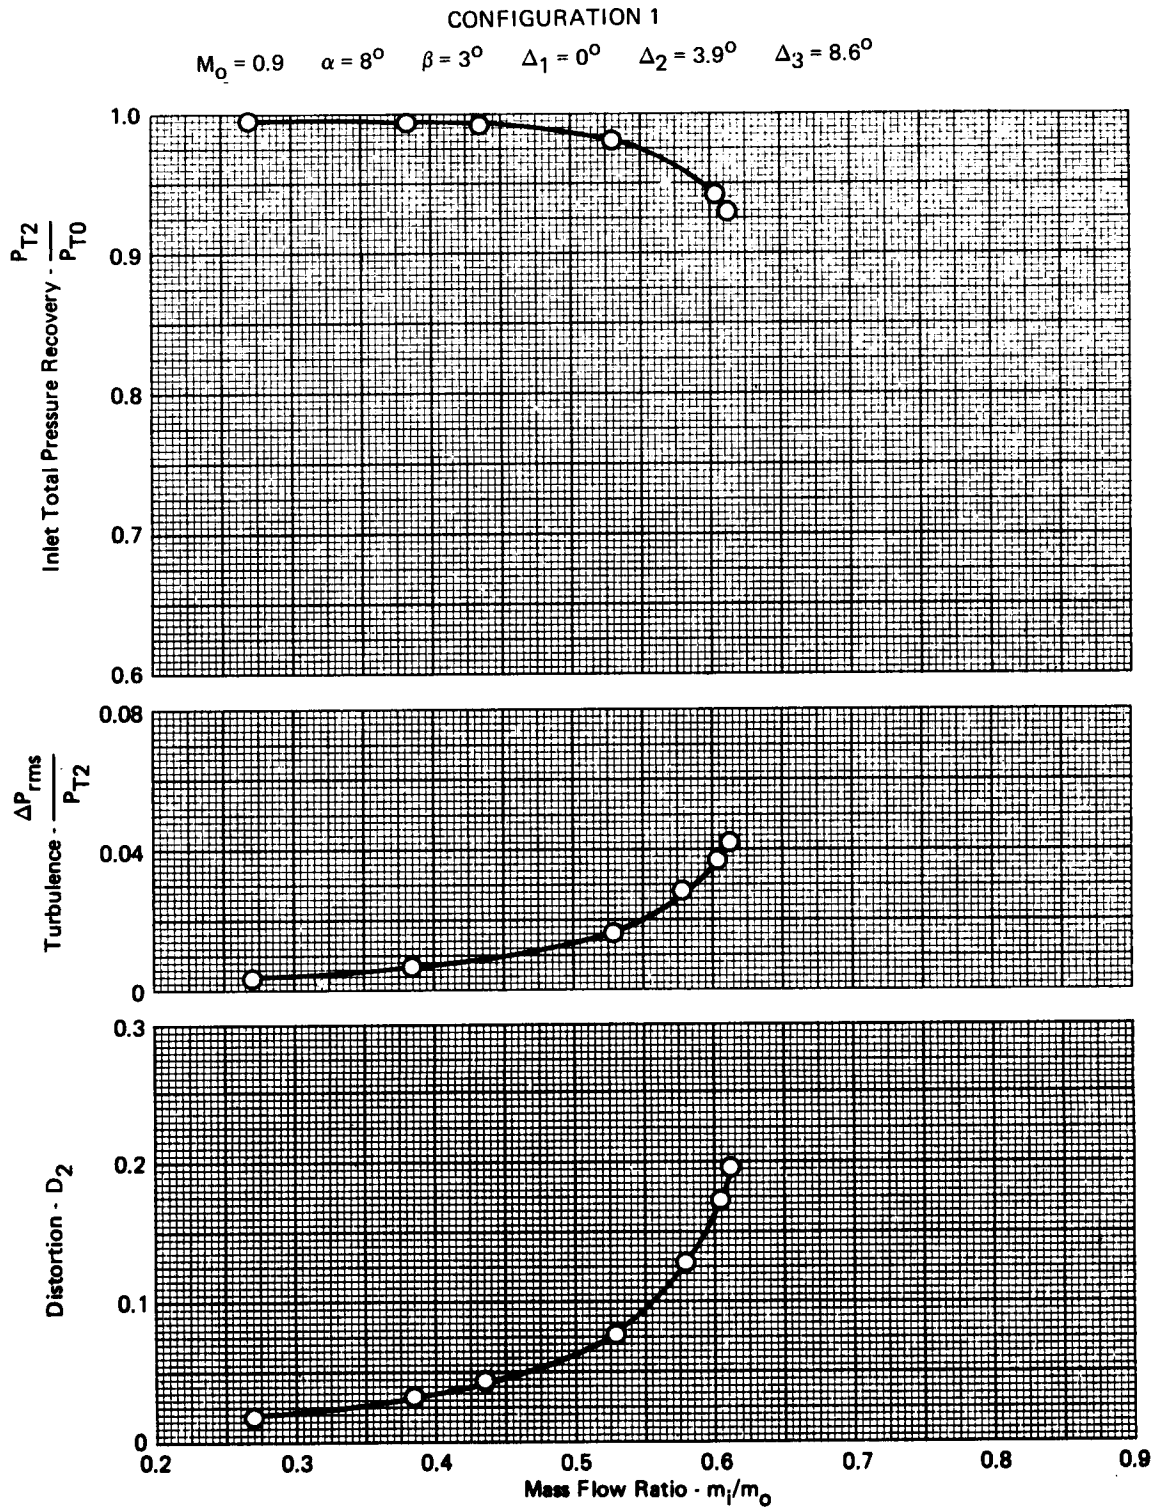 CONFIGURATION 1
Mo = 0.9 α = 8° β = 3° Δ1 = 0° Δ2 = 3.9° Δ3 = 8.6°
Inlet Total Pressure Recovery - PT2/PT0
1.0
0.9
0.8
0.7
0.6
Turbulence - ΔPrms/PT2
0.08
0.04
0
Distortion - D2
0.3
0.2
0.1
0
0.2 0.3 0.4 0.5 0.6 0.7 0.8 0.9
Mass Flow Ratio - mi/mo